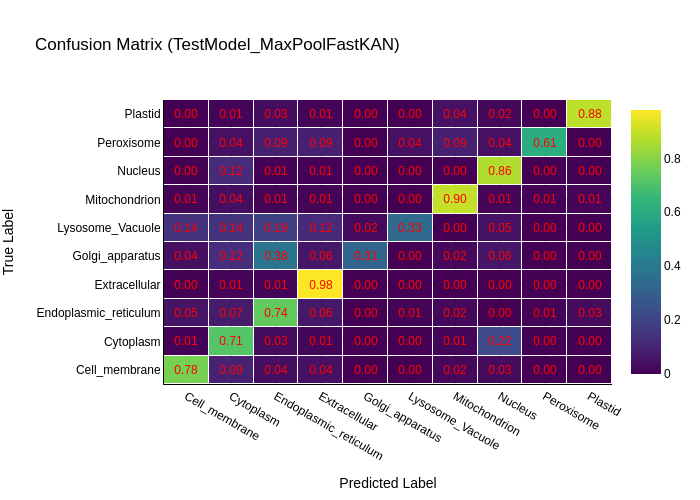 Confusion Matrix (TestModel_MaxPoolFastKAN)
Plastid 0.00 0.01 0.03 0.01 0.00 0.00 0.04 0.02 0.00 0.88
Peroxisome 0.00 0.04 0.09 0.09 0.00 0.04 0.09 0.04 0.61 0.00
Nucleus 0.00 0.12 0.01 0.01 0.00 0.00 0.00 0.86 0.00 0.00
Mitochondrion 0.01 0.04 0.01 0.01 0.00 0.00 0.90 0.01 0.01 0.01
Lysosome_Vacuole 0.14 0.14 0.19 0.12 0.02 0.33 0.00 0.05 0.00 0.00
Golgi_apparatus 0.04 0.12 0.38 0.06 0.31 0.00 0.02 0.06 0.00 0.00
Extracellular 0.00 0.01 0.01 0.98 0.00 0.00 0.00 0.00 0.00 0.00
Endoplasmic_reticulum 0.05 0.07 0.74 0.06 0.00 0.01 0.02 0.00 0.01 0.03
Cytoplasm 0.01 0.71 0.03 0.01 0.00 0.00 0.01 0.22 0.00 0.00
Cell_membrane 0.78 0.09 0.04 0.04 0.00 0.00 0.02 0.03 0.00 0.00
Cell_membrane Cytoplasm Endoplasmic_reticulum Extracellular Golgi_apparatus Lysosome_Vacuole Mitochondrion Nucleus Peroxisome Plastid
Predicted Label
True Label
0.8
0.6
0.4
0.2
0